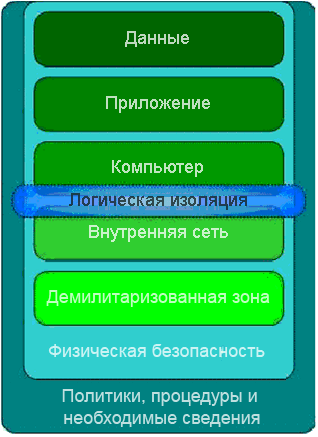 Данные
Приложение
Компьютер
Логическая изоляция
Внутренняя сеть
Демилитаризованная зона
Физическая безопасность
Политики, процедуры и
необходимые сведения